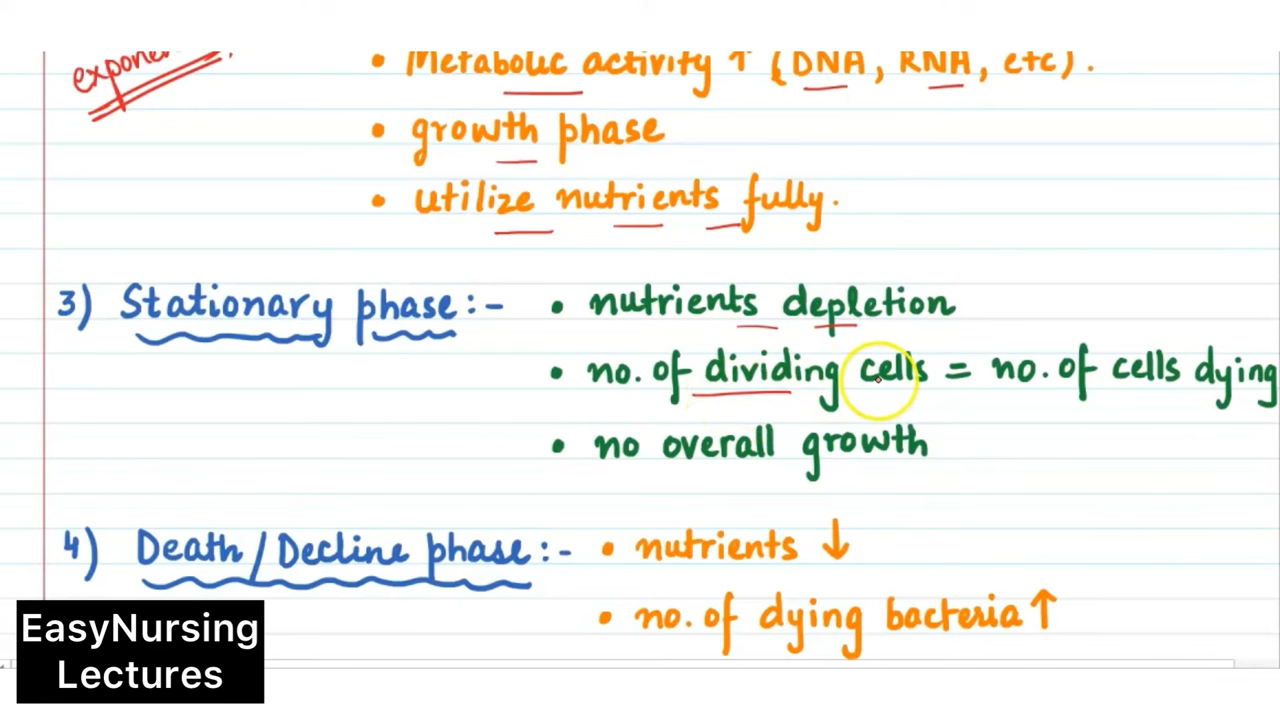 • Metabolic activity ↑ (DNA, RNA, etc).
• growth phase
• utilize nutrients fully.
3) Stationary phase:- • nutrients depletion
• no. of dividing cells = no. of cells dying
• no overall growth
4) Death/Decline phase:- • nutrients ↓
• no. of dying bacteria ↑
EasyNursing
Lectures